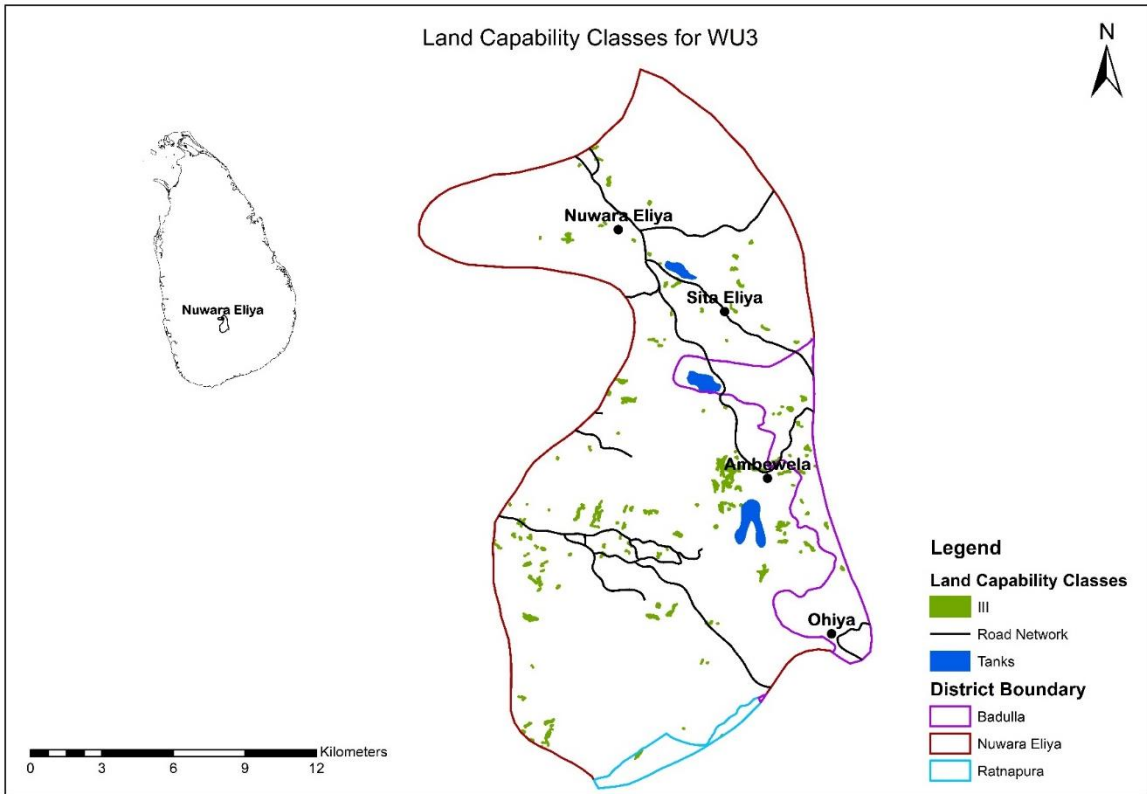 Land Capability Classes for WU3
N
Nuwara Eliya
Nuwara Eliya
Sita Eliya
Ambewela
Ohiya
Legend
Land Capability Classes
III
Road Network
Tanks
District Boundary
Badulla
Nuwara Eliya
Ratnapura
Kilometers
0 3 6 9 12